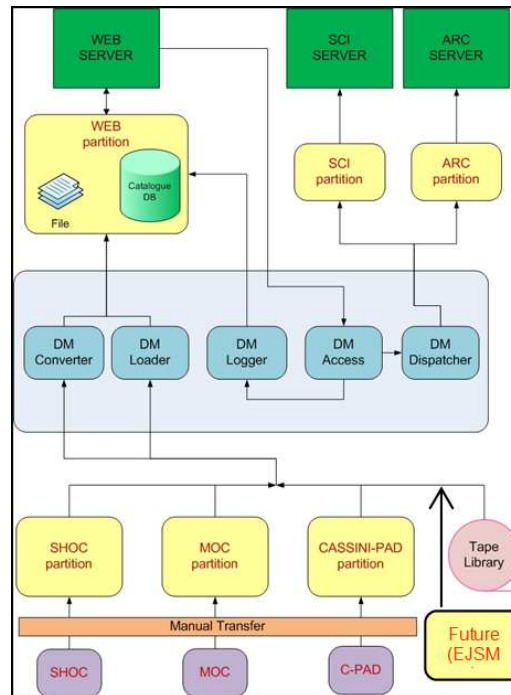 WEB
SERVER
SCI
SERVER
ARC
SERVER
WEB
partition
File
Catalogue
DB
SCI
partition
ARC
partition
DM
Converter
DM
Loader
DM
Logger
DM
Access
DM
Dispatcher
SHOC
partition
MOC
partition
CASSINI-PAD
partition
Tape
Library
Manual Transfer
Future
(EJSM
SHOC
MOC
C-PAD